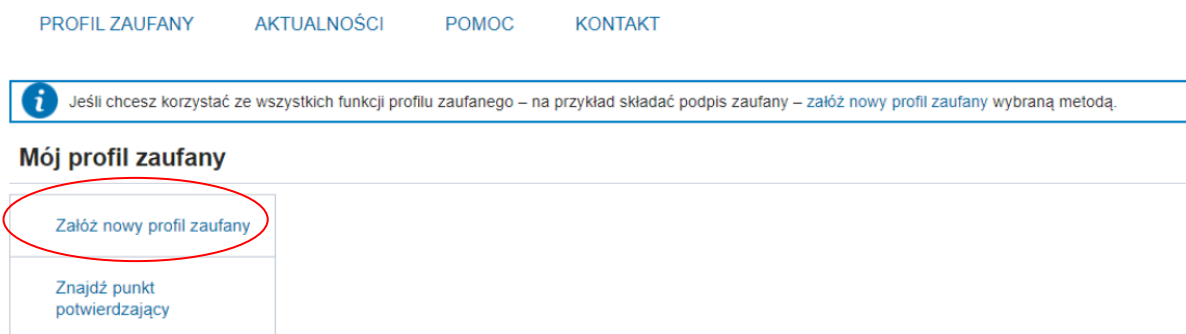 PROFIL ZAUFANY AKTUALNOŚCI POMOC KONTAKT
Jeśli chcesz korzystać ze wszystkich funkcji profilu zaufanego – na przykład składać podpis zaufany – załóż nowy profil zaufany wybraną metodą.
Mój profil zaufany
Załóż nowy profil zaufany
Znajdź punkt
potwierdzający